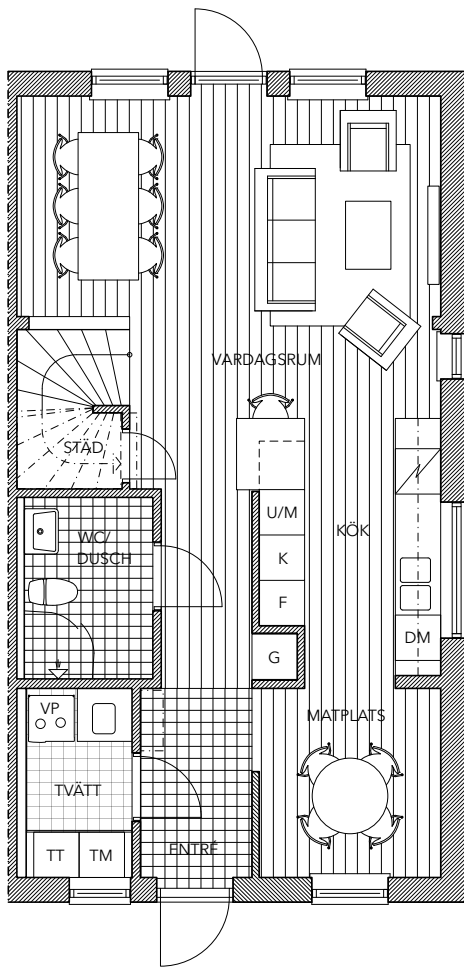 VARDAGSRUM
STÄD
U/M
KÖK
WC/
DUSCH
K
F
DM
G
VP
MATPLATS
TVÄTT
ENTRÉ
TT
TM